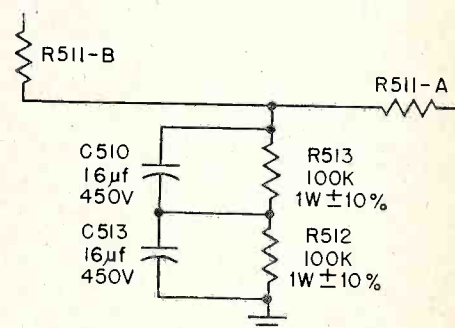 R511-B
R511-A
C510
16µf
450V
R513
100K
1W±10%
C513
16µf
450V
R512
100K
1W±10%